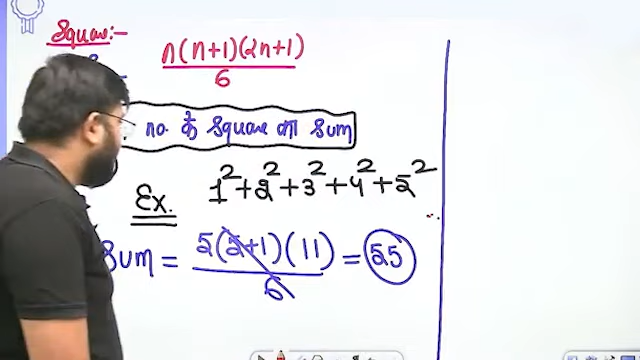 Square:-
n(n+1)(2n+1)
6
no. के Square का Sum
Ex. 1²+2²+3²+4²+5²
Sum = 5(5+1)(11) = 55
6